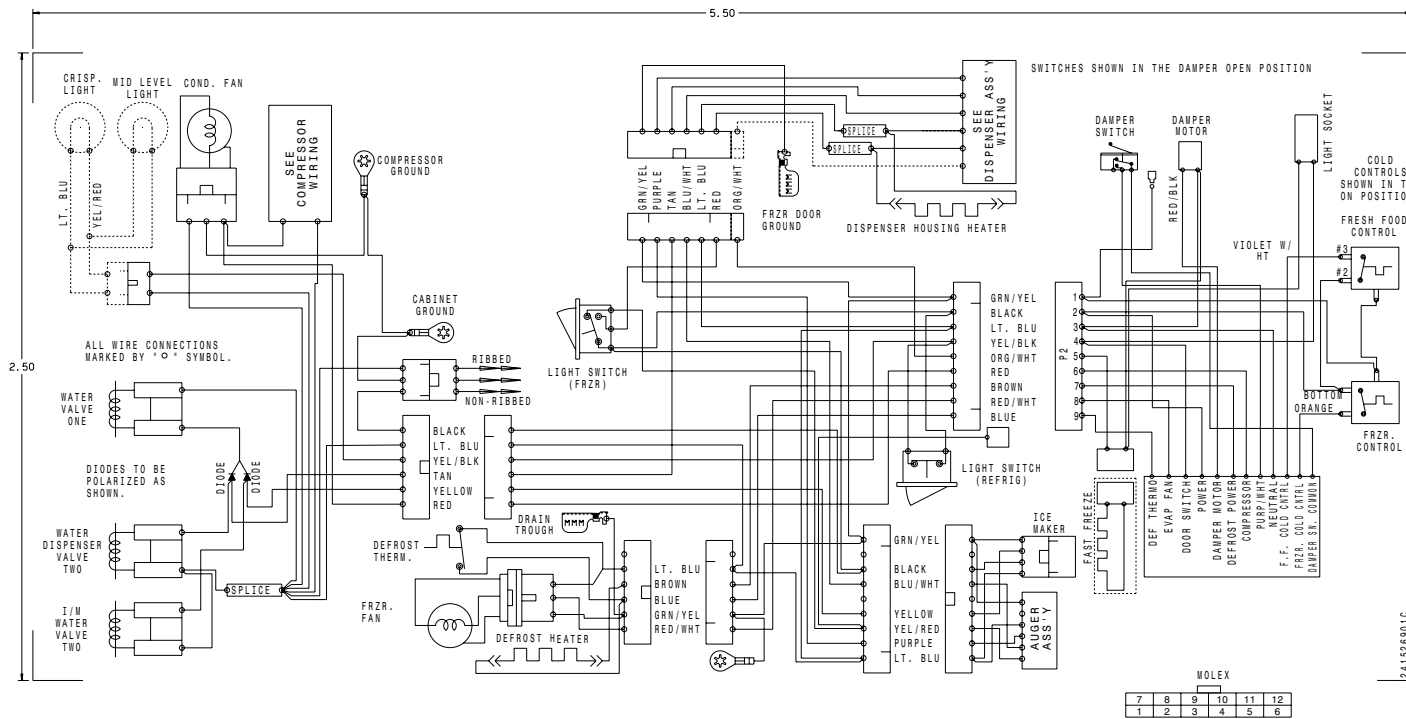 5.50
2.50
CRISP.
LIGHT
MID LEVEL
LIGHT
COND. FAN
LT. BLU
YEL/RED
SEE
COMPRESSOR
WIRING
COMPRESSOR
GROUND
CABINET
GROUND
ALL WIRE CONNECTIONS
MARKED BY "O" SYMBOL.
WATER
VALVE
ONE
DIODES TO BE
POLARIZED AS
SHOWN.
DIODE
DIODE
WATER
DISPENSER
VALVE
TWO
I/M
WATER
VALVE
TWO
SPLICE
RIBBED
NON-RIBBED
BLACK
LT. BLU
YEL/BLK
TAN
YELLOW
RED
DEFROST
THERM.
DRAIN
TROUGH
FRZR.
FAN
DEFROST HEATER
LT. BLU
BROWN
BLUE
GRN/YEL
RED/WHT
LIGHT SWITCH
(FRZR)
GRN/YEL
PURPLE
TAN
BLU/WHT
LT. BLU
RED
ORG/WHT
SPLICE
SPLICE
FRZR DOOR
GROUND
DISPENSER HOUSING HEATER
SEE
DISPENSER ASS'Y
WIRING
SWITCHES SHOWN IN THE DAMPER OPEN POSITION
GRN/YEL
BLACK
LT. BLU
YEL/BLK
ORG/WHT
RED
BROWN
RED/WHT
BLUE
P2
1
2
3
4
5
6
7
8
9
LIGHT SWITCH
(REFRIG)
GRN/YEL
BLACK
BLU/WHT
YELLOW
YEL/RED
PURPLE
LT. BLU
ICE
MAKER
AUGER
ASS'Y
FAST FREEZE
DAMPER
SWITCH
DAMPER
MOTOR
RED/BLK
LIGHT SOCKET
VIOLET W/
HT
COLD
CONTROLS
SHOWN IN T
ON POSITIO
FRESH FOOD
CONTROL
#3
#2
BOTTOM
ORANGE
FRZR.
CONTROL
DEF THERMO
EVAP FAN
DOOR SWITCH
POWER
DAMPER MOTOR
DEFROST POWER
COMPRESSOR
PURP/WHT
NEUTRAL
F.F. COLD CNTRL
FRZR. COLD CNTRL
DAMPER SN. COMMON
MOLEX
7 8 9 10 11 12
1 2 3 4 5 6